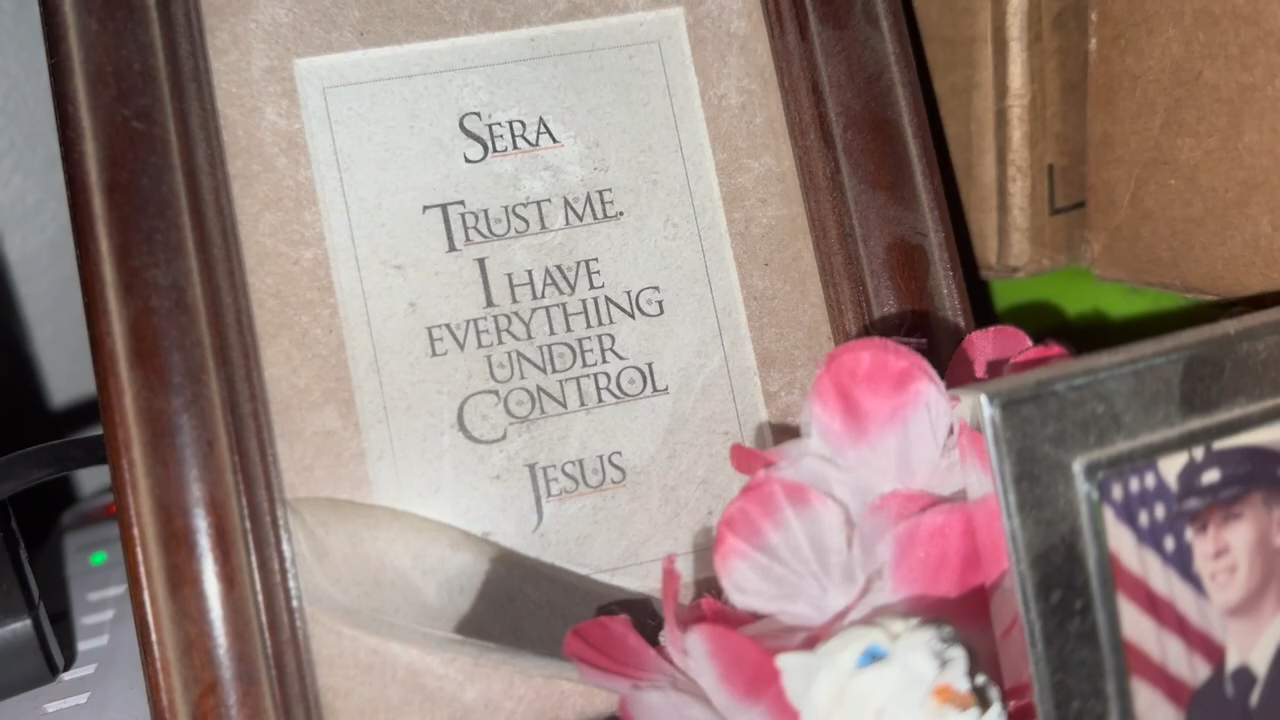 SERA
TRUST ME.
I HAVE
EVERYTHING
UNDER
CONTROL
JESUS